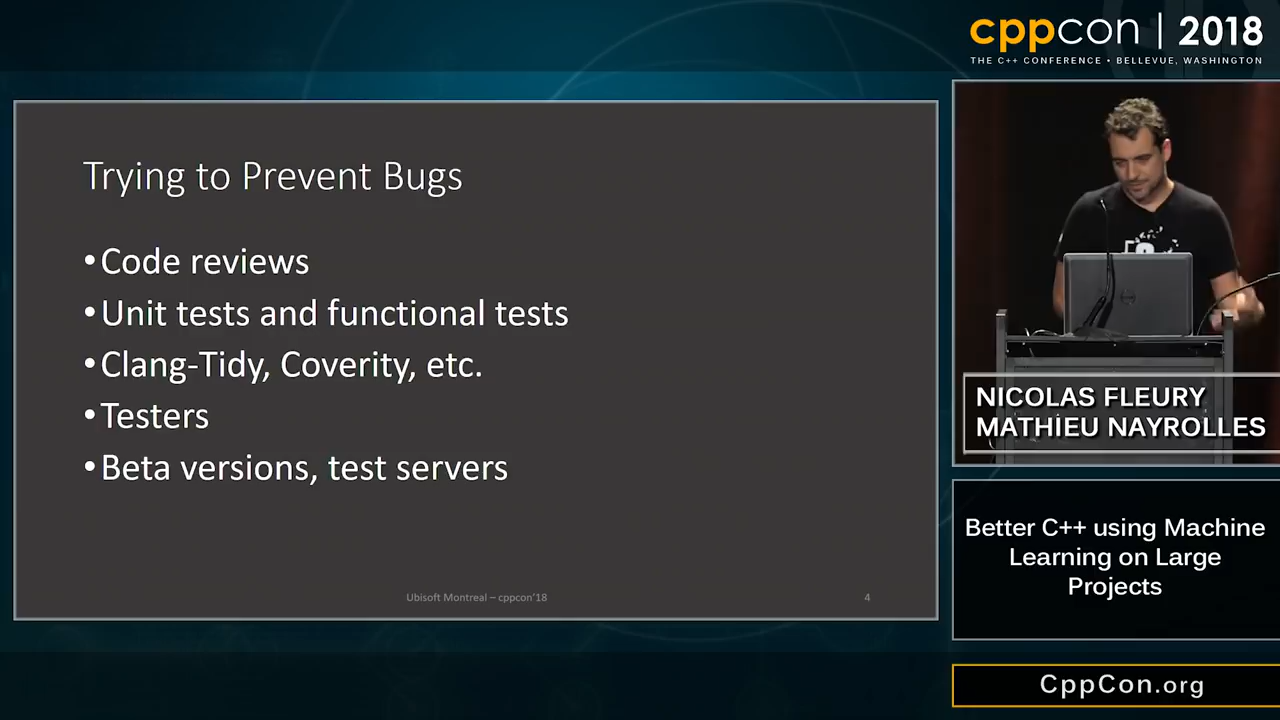 cppcon | 2018
THE C++ CONFERENCE • BELLEVUE, WASHINGTON
Trying to Prevent Bugs
•Code reviews
•Unit tests and functional tests
•Clang-Tidy, Coverity, etc.
•Testers
•Beta versions, test servers
Ubisoft Montreal – cppcon'18
4
NICOLAS FLEURY
MATHIEU NAYROLLES
Better C++ using Machine
Learning on Large
Projects
CppCon.org